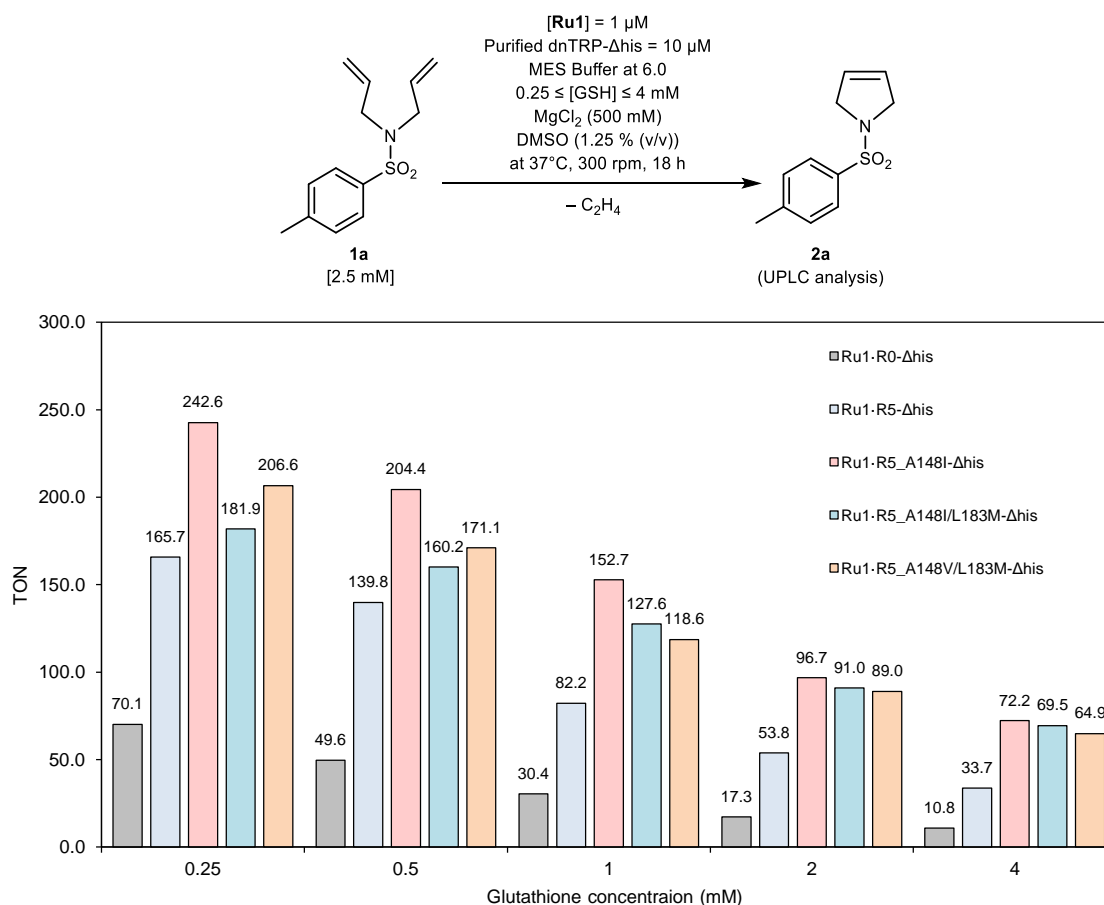 [Ru1] = 1 µM
Purified dnTRP-Δhis = 10 µM
MES Buffer at 6.0
0.25 ≤ [GSH] ≤ 4 mM
MgCl2 (500 mM)
DMSO (1.25 % (v/v))
at 37°C, 300 rpm, 18 h
– C2H4
N
SO2
1a
[2.5 mM]
N
SO2
2a
(UPLC analysis)
300.0
250.0
200.0
150.0
100.0
50.0
0.0
TON
Ru1·R0-Δhis
Ru1·R5-Δhis
Ru1·R5_A148I-Δhis
Ru1·R5_A148I/L183M-Δhis
Ru1·R5_A148V/L183M-Δhis
70.1
165.7
242.6
181.9
206.6
49.6
139.8
204.4
160.2
171.1
30.4
82.2
152.7
127.6
118.6
17.3
53.8
96.7
91.0
89.0
10.8
33.7
72.2
69.5
64.9
0.25
0.5
1
2
4
Glutathione concentraion (mM)